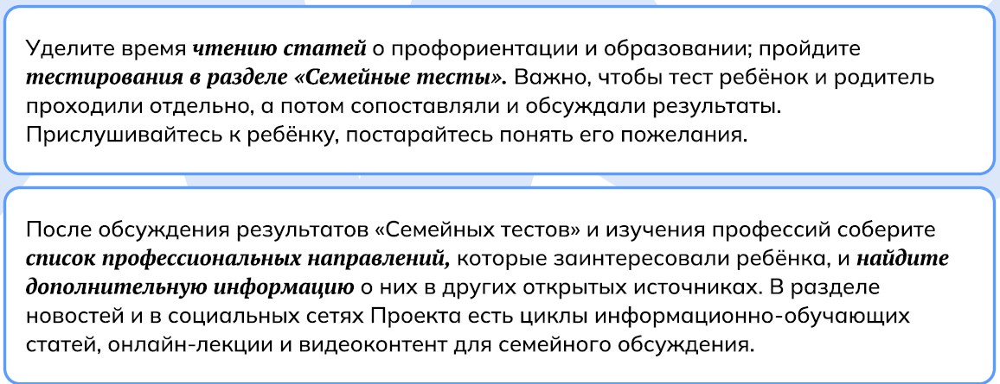 Уделите время чтению статей о профориентации и образовании; пройдите
тестирования в разделе «Семейные тесты». Важно, чтобы тест ребёнок и родитель
проходили отдельно, а потом сопоставляли и обсуждали результаты.
Прислушивайтесь к ребёнку, постарайтесь понять его пожелания.
После обсуждения результатов «Семейных тестов» и изучения профессий соберите
список профессиональных направлений, которые заинтересовали ребёнка, и найдите
дополнительную информацию о них в других открытых источниках. В разделе
новостей и в социальных сетях Проекта есть циклы информационно-обучающих
статей, онлайн-лекции и видеоконтент для семейного обсуждения.